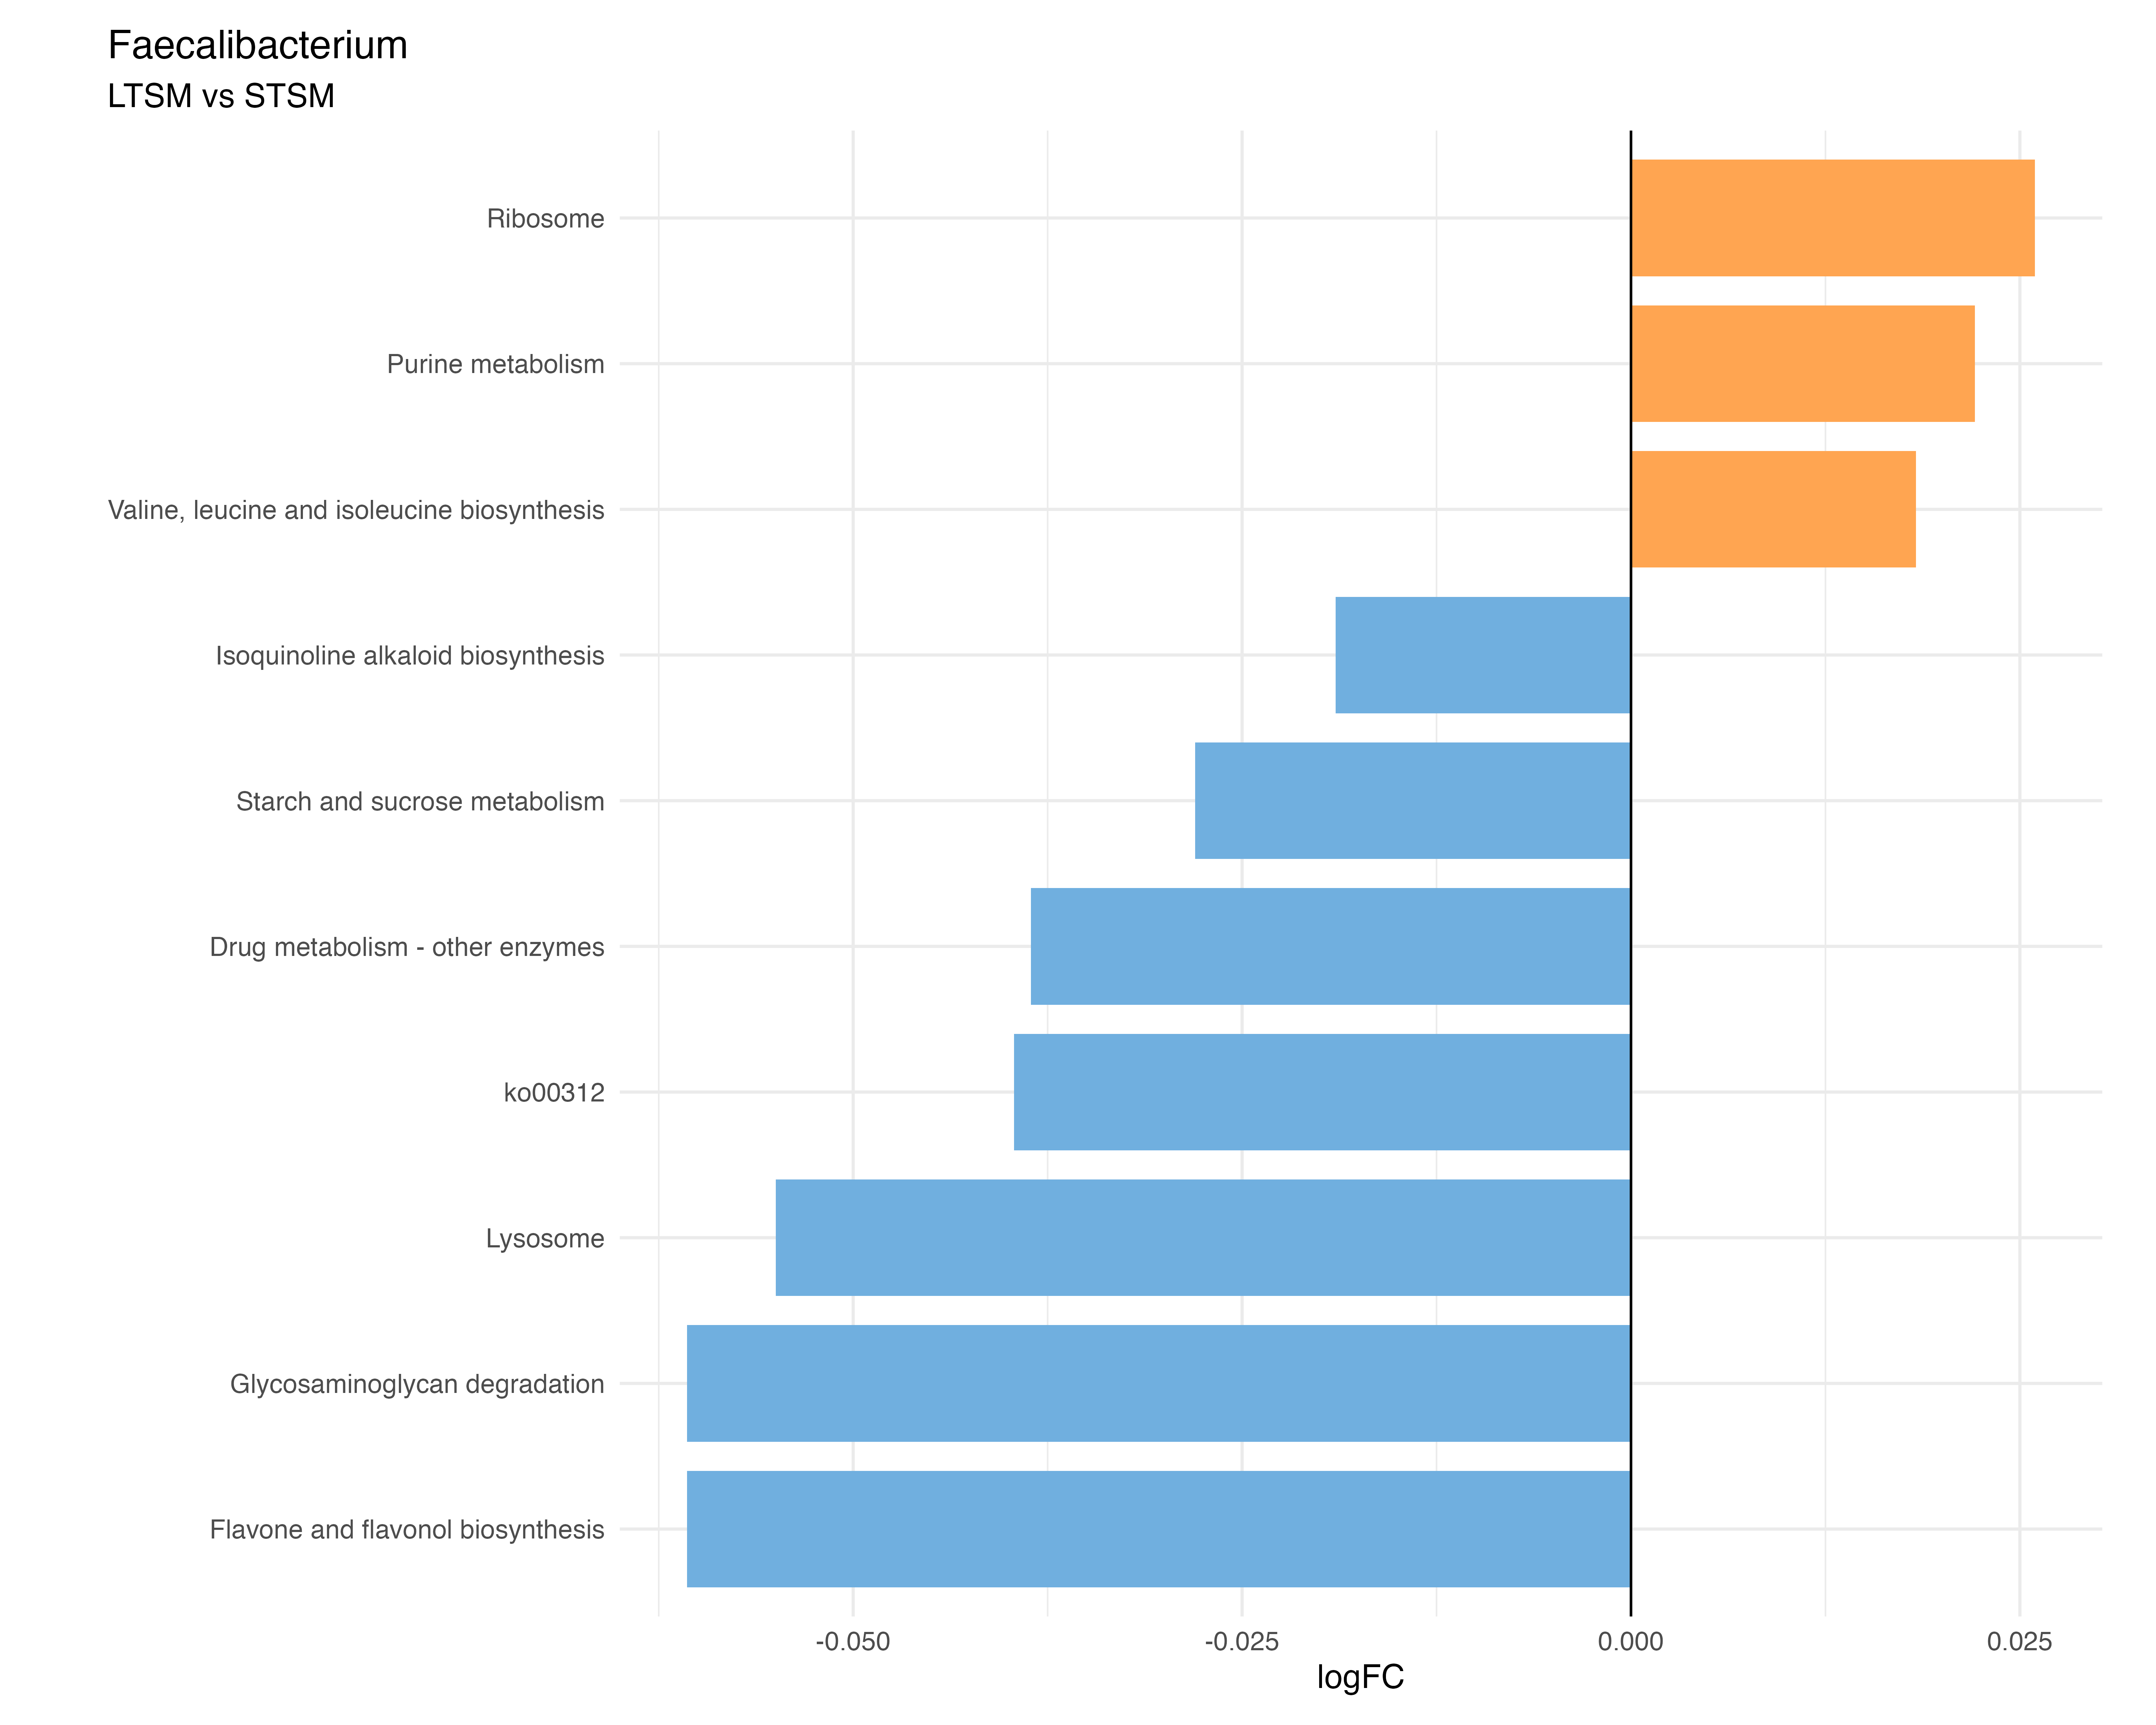 Faecalibacterium
LTSM vs STSM
Ribosome
Purine metabolism
Valine, leucine and isoleucine biosynthesis
Isoquinoline alkaloid biosynthesis
Starch and sucrose metabolism
Drug metabolism - other enzymes
ko00312
Lysosome
Glycosaminoglycan degradation
Flavone and flavonol biosynthesis
-0.050 -0.025 0.000 0.025
logFC